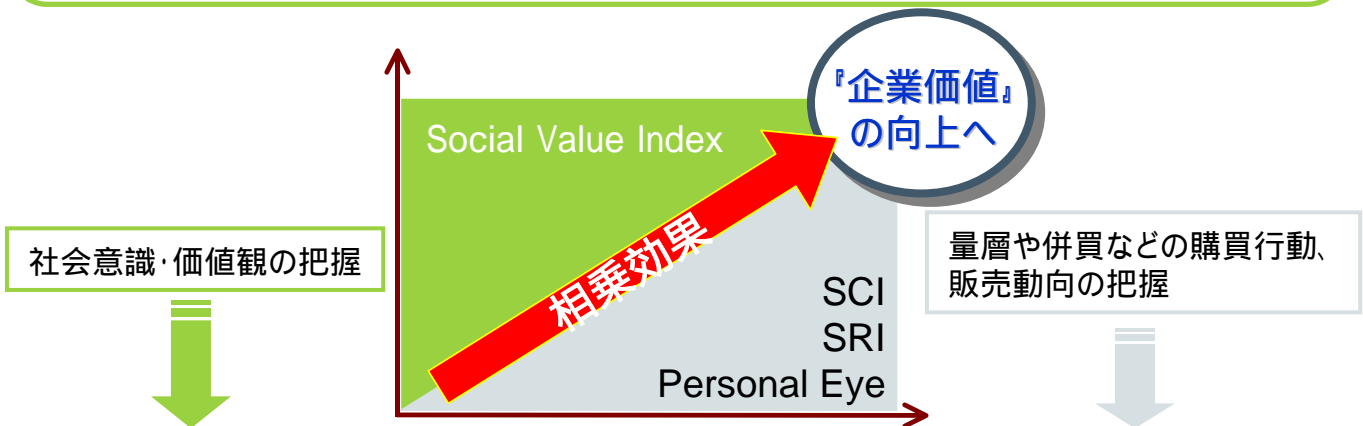 『企業価値』
の向上へ
Social Value Index
相乗効果
社会意識･価値観の把握
量層や併買などの購買行動、
販売動向の把握
SCI
SRI
Personal Eye